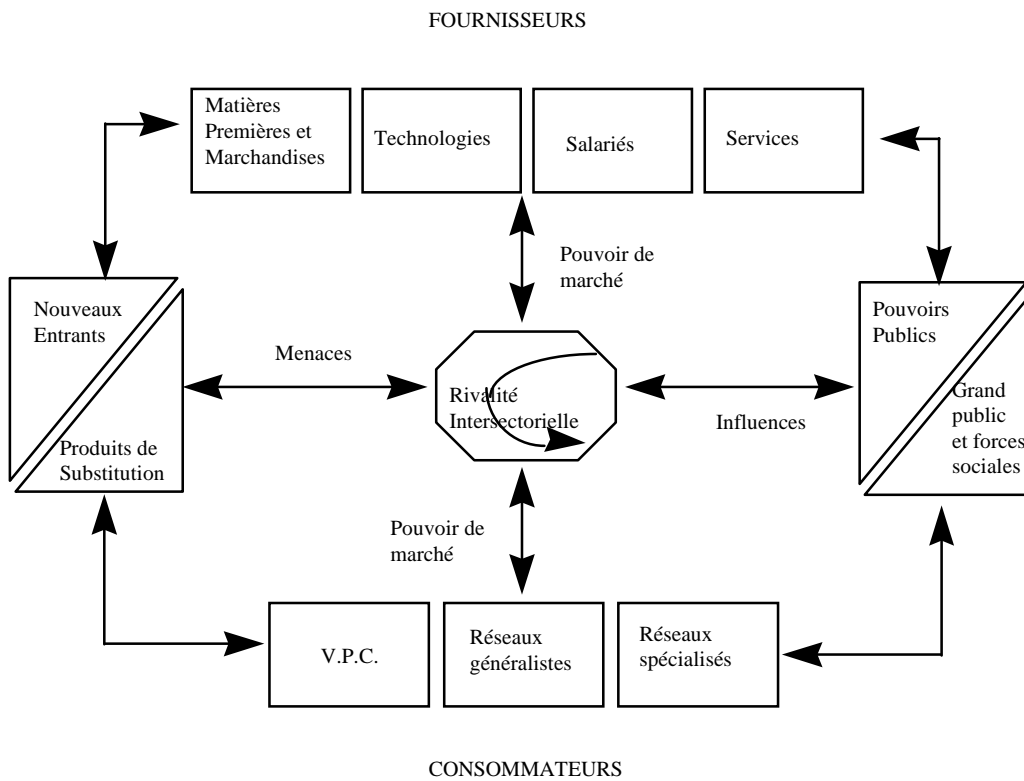 FOURNISSEURS
Matières
Premières et
Marchandises
Technologies
Salariés
Services
Pouvoir de
marché
Nouveaux
Entrants
Menaces
Rivalité
Intersectorielle
Influences
Pouvoirs
Publics
Grand
public
et forces
sociales
Produits de
Substitution
Pouvoir de
marché
V.P.C.
Réseaux
généralistes
Réseaux
spécialisés
CONSOMMATEURS